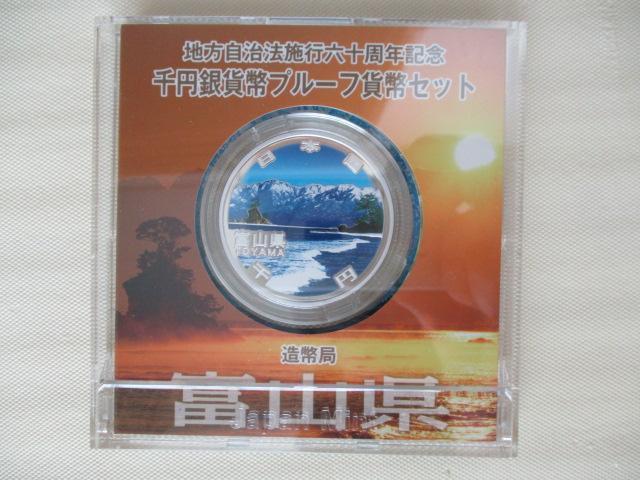 地方自治法施行六十周年記念
千円銀貨幣プルーフ貨幣セット
日本国
富山県
TOYAMA
千円
造幣局
富山県
Japan Mint